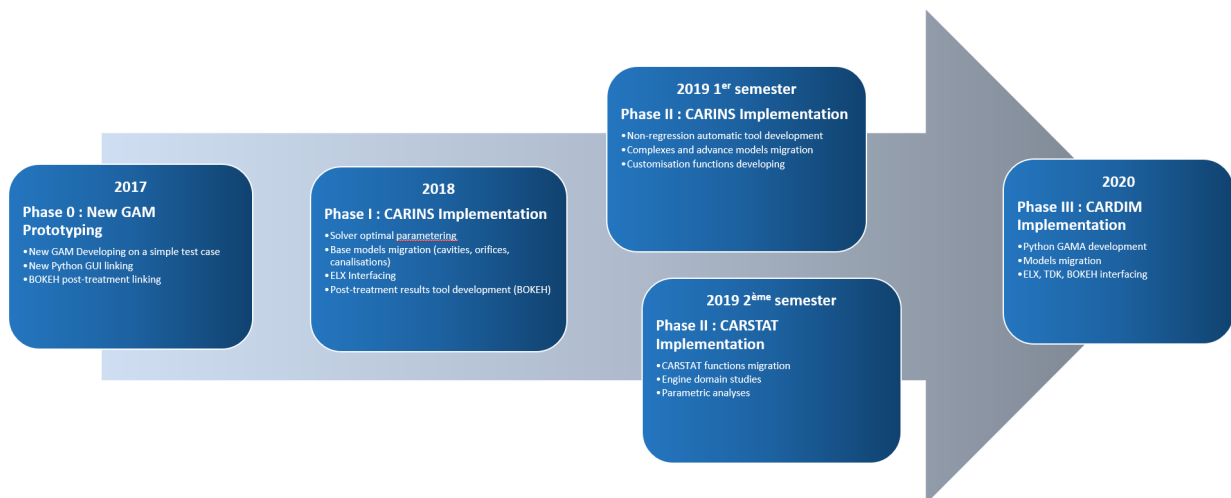 2017
Phase 0 : New GAM
Prototyping
•New GAM Developing on a simple test case
•New Python GUI linking
•BOKEH post-treatment linking
2018
Phase I : CARINS Implementation
•Solver optimal parametering
•Base models migration (cavities, orifices,
canalisations)
•ELX Interfacing
•Post-treatment results tool development (BOKEH)
2019 1er semester
Phase II : CARINS Implementation
•Non-regression automatic tool development
•Complexes and advance models migration
•Customisation functions developing
2019 2ème semester
Phase II : CARSTAT
Implementation
•CARSTAT functions migration
•Engine domain studies
•Parametric analyses
2020
Phase III : CARDIM
Implementation
•Python GAMA development
•Models migration
•ELX, TDK, BOKEH interfacing